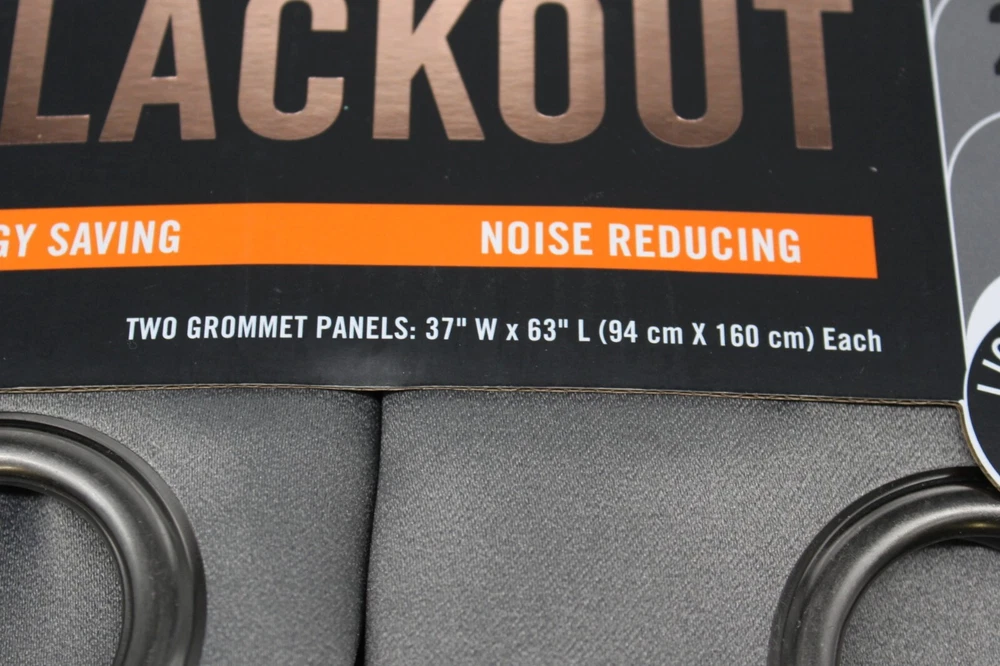 LACKOUT
GY SAVING NOISE REDUCING
TWO GROMMET PANELS: 37" W x 63" L (94 cm X 160 cm) Each